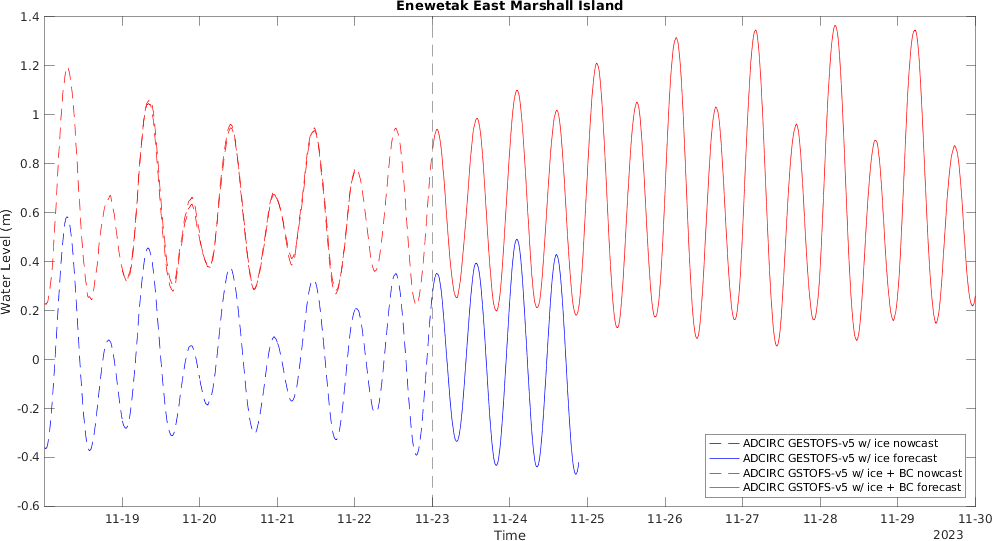 Enewetak East Marshall Island
1.4
1.2
1
0.8
0.6
0.4
0.2
0
-0.2
-0.4
-0.6
Water Level (m)
ADCIRC GESTOFS-v5 w/ ice nowcast
ADCIRC GESTOFS-v5 w/ ice forecast
ADCIRC GSTOFS-v5 w/ ice + BC nowcast
ADCIRC GSTOFS-v5 w/ ice + BC forecast
11-19 11-20 11-21 11-22 11-23 11-24 11-25 11-26 11-27 11-28 11-29 11-30
Time
2023